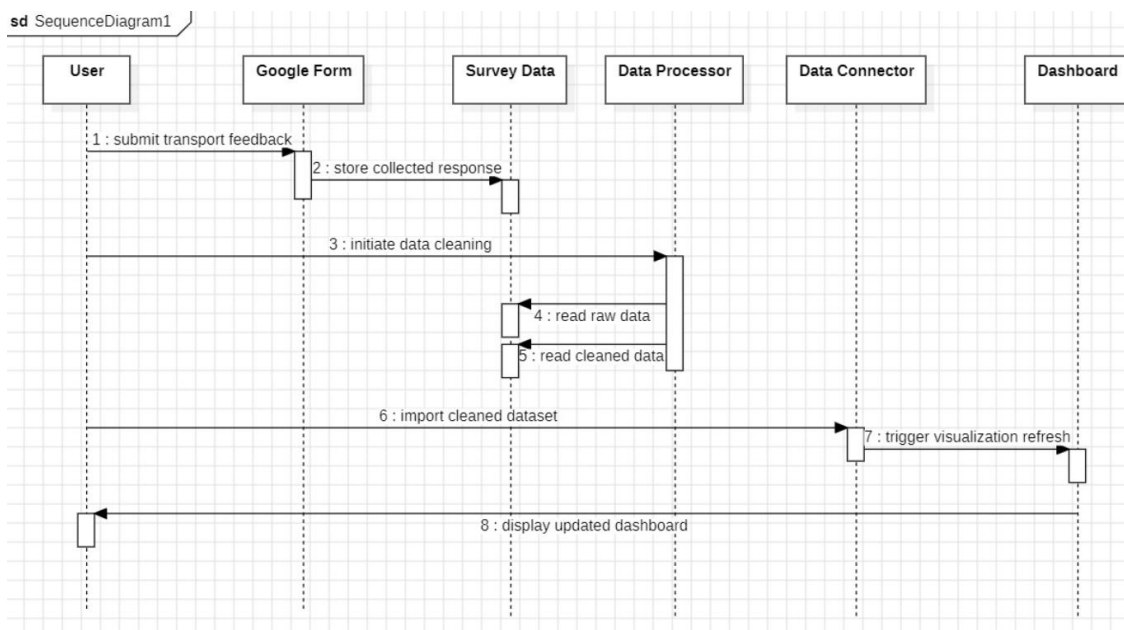 sd SequenceDiagram1
User
Google Form
Survey Data
Data Processor
Data Connector
Dashboard
1 : submit transport feedback
2 : store collected response
3 : initiate data cleaning
4 : read raw data
5 : read cleaned data
6 : import cleaned dataset
7 : trigger visualization refresh
8 : display updated dashboard